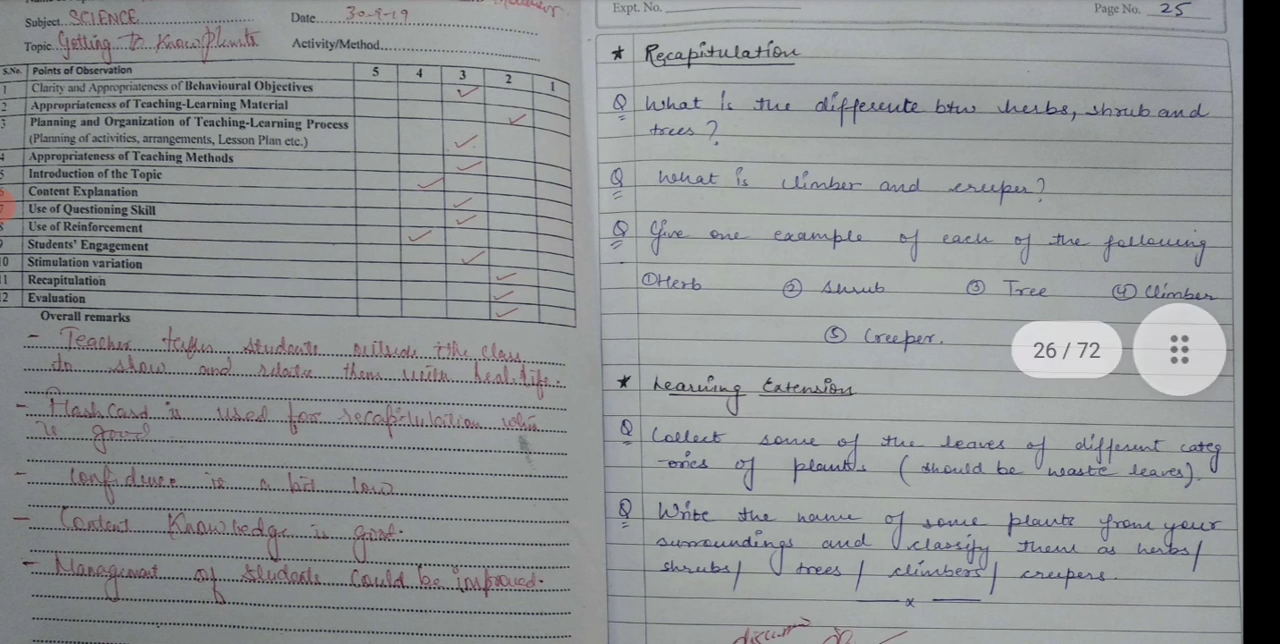 Subject SCIENCE
Date 30-9-19
Topic Getting to Know plants
Activity/Method
S.No. Points of Observation 5 4 3 2 1
1 Clarity and Appropriateness of Behavioural Objectives
2 Appropriateness of Teaching-Learning Material
3 Planning and Organization of Teaching-Learning Process
(Planning of activities, arrangements, Lesson Plan etc.)
4 Appropriateness of Teaching Methods
5 Introduction of the Topic
6 Content Explanation
7 Use of Questioning Skill
8 Use of Reinforcement
9 Students' Engagement
10 Stimulation variation
11 Recapitulation
12 Evaluation
Overall remarks
- Teacher takes students outside the class
to show and relate them with real life.
- Flashcard is used for recapitulation which
is good
- Confidence is a bit low
- Content Knowledge is good.
- Management of students could be improved.
Expt. No.
Page No. 25
* Recapitulation
Q What is the differente btw herbs, shrub and
trees?
Q What is climber and creeper?
Q Give one example of each of the following
① Herb ② shrub ③ Tree ④ Climber
⑤ Creeper.
26 / 72
* Learning Extension
Q Collect some of the leaves of different categ
-ories of plants (should be waste leaves).
Q Write the name of some plants from your
surroundings and classify them as herbs/
shrubs/ trees/ climbers/ creepers.
x